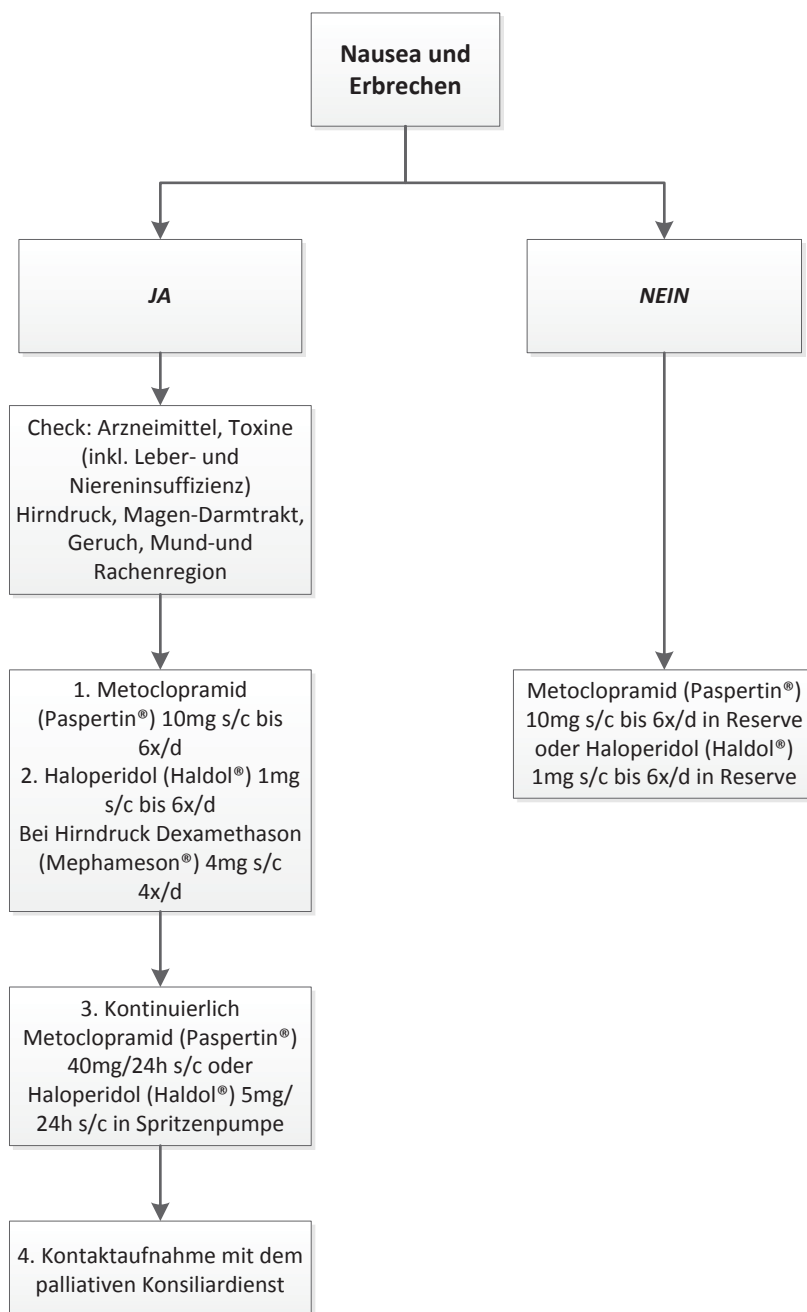 Nausea und
Erbrechen
JA
NEIN
Check: Arzneimittel, Toxine
(inkl. Leber- und
Niereninsuffizienz)
Hirndruck, Magen-Darmtrakt,
Geruch, Mund-und
Rachenregion
1. Metoclopramid
(Paspertin®) 10mg s/c bis
6x/d
2. Haloperidol (Haldol®) 1mg
s/c bis 6x/d
Bei Hirndruck Dexamethason
(Mephameson®) 4mg s/c
4x/d
Metoclopramid (Paspertin®)
10mg s/c bis 6x/d in Reserve
oder Haloperidol (Haldol®)
1mg s/c bis 6x/d in Reserve
3. Kontinuierlich
Metoclopramid (Paspertin®)
40mg/24h s/c oder
Haloperidol (Haldol®) 5mg/
24h s/c in Spritzenpumpe
4. Kontaktaufnahme mit dem
palliativen Konsiliardienst